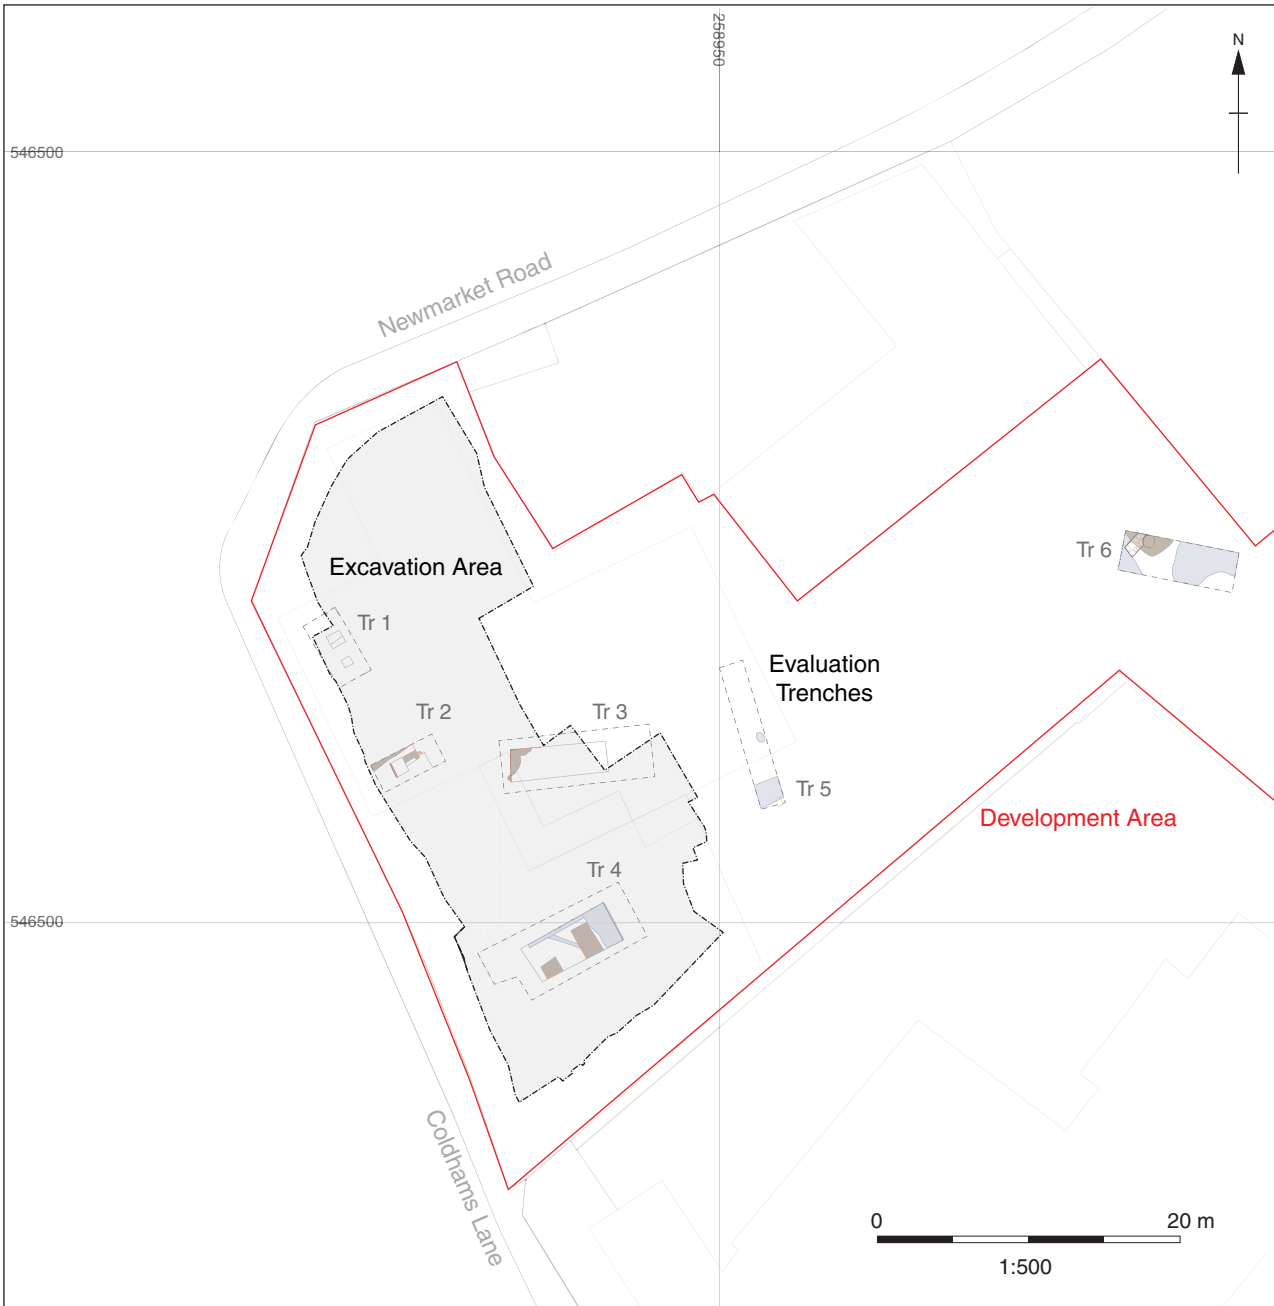 258950
N
546500
Newmarket Road
Excavation Area
Tr 6
Tr 1
Evaluation
Trenches
Tr 2
Tr 3
Tr 5
Development Area
Tr 4
546500
Coldhams Lane
0 20 m
1:500